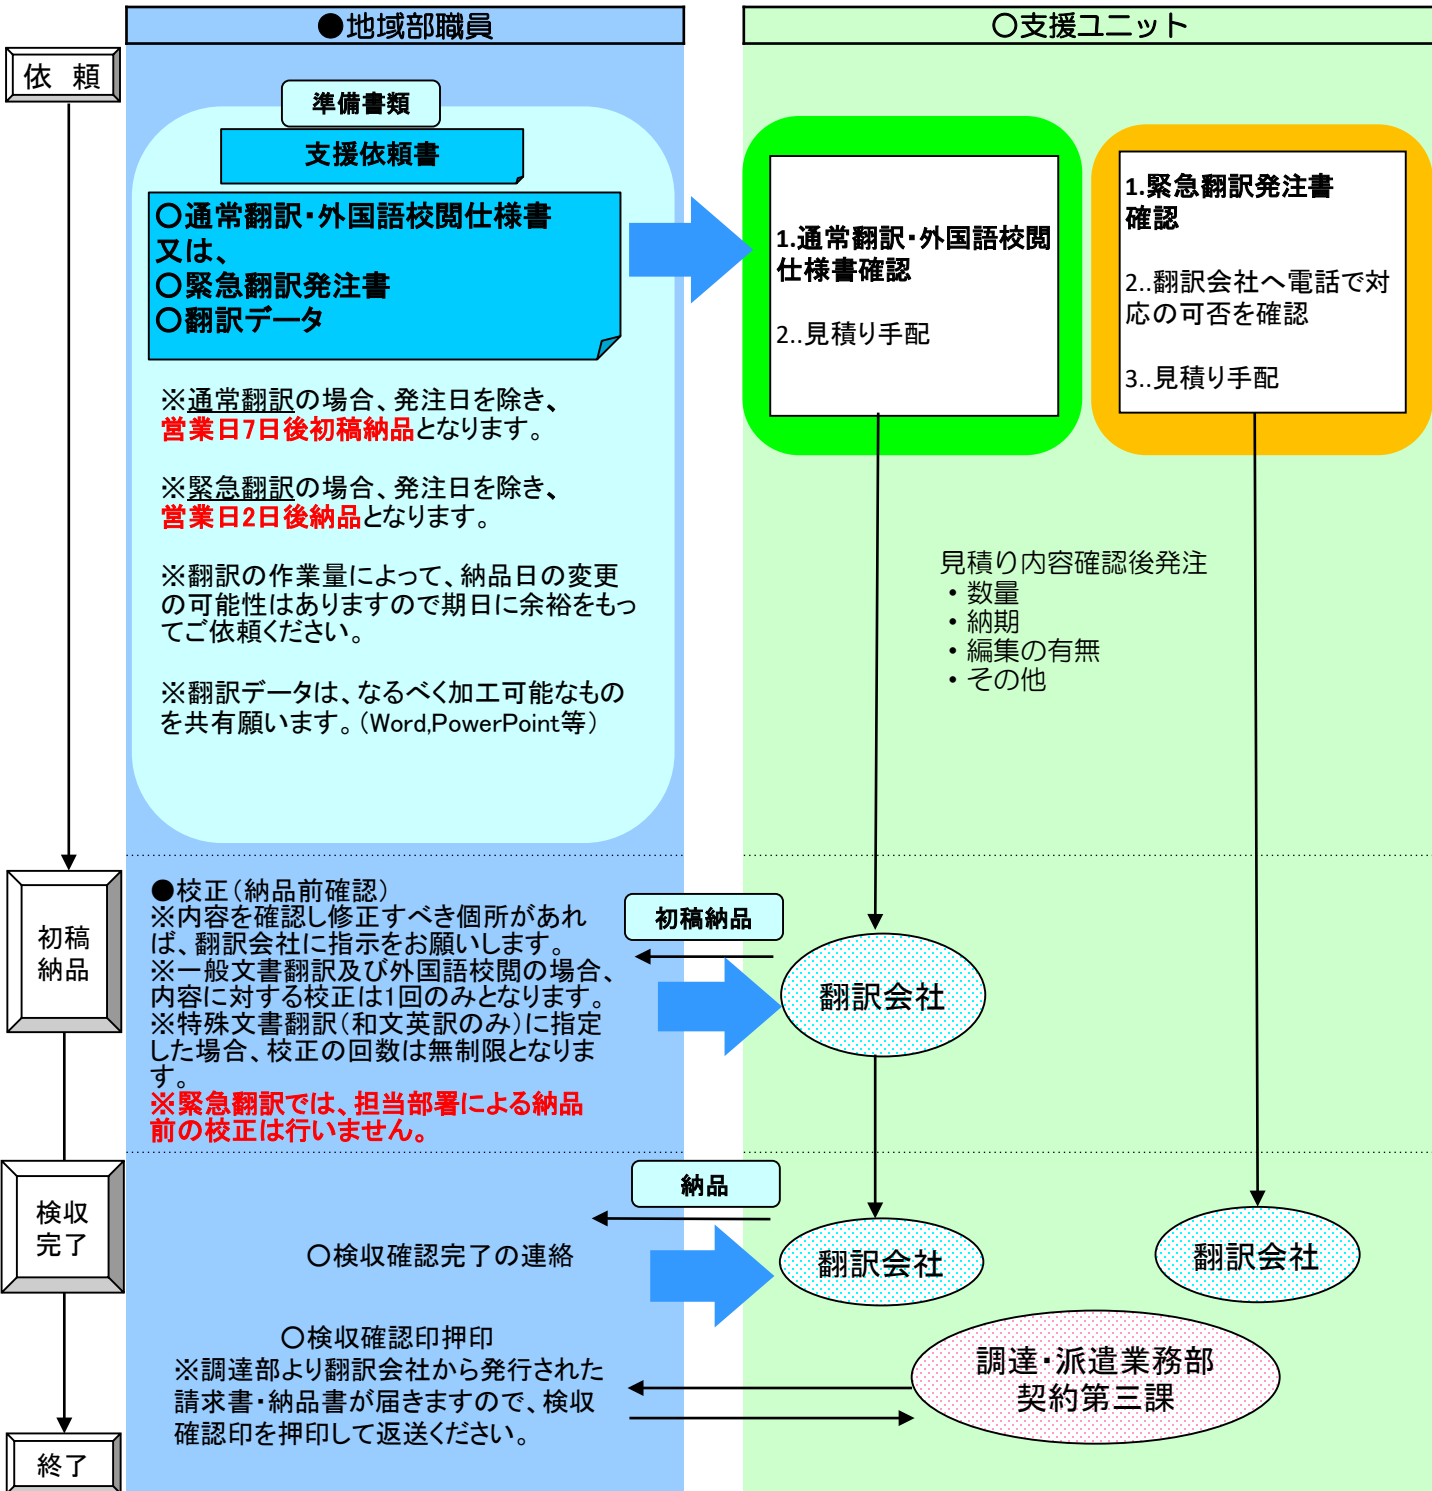 ●地域部職員
〇支援ユニット
依　頼
準備書類
支援依頼書
〇通常翻訳・外国語校閲仕様書
又は、
〇緊急翻訳発注書
〇翻訳データ
※通常翻訳の場合、発注日を除き、
営業日7日後初稿納品となります。
※緊急翻訳の場合、発注日を除き、
営業日2日後納品となります。
※翻訳の作業量によって、納品日の変更
の可能性はありますので期日に余裕をもっ
てご依頼ください。
※翻訳データは、なるべく加工可能なもの
を共有願います。（Word,PowerPoint等）
1.通常翻訳・外国語校閲
仕様書確認
2..見積り手配
1.緊急翻訳発注書
確認
2..翻訳会社へ電話で対
応の可否を確認
3..見積り手配
見積り内容確認後発注
・数量
・納期
・編集の有無
・その他
初稿
納品
●校正（納品前確認）
※内容を確認し修正すべき個所があれ
ば、翻訳会社に指示をお願いします。
※一般文書翻訳及び外国語校閲の場合、
内容に対する校正は1回のみとなります。
※特殊文書翻訳（和文英訳のみ）に指定
した場合、校正の回数は無制限となりま
す。
※緊急翻訳では、担当部署による納品
前の校正は行いません。
初稿納品
翻訳会社
検収
完了
納品
〇検収確認完了の連絡
翻訳会社
翻訳会社
〇検収確認印押印
※調達部より翻訳会社から発行された
請求書・納品書が届きますので、検収
確認印を押印して返送ください。
調達・派遣業務部
契約第三課
終了